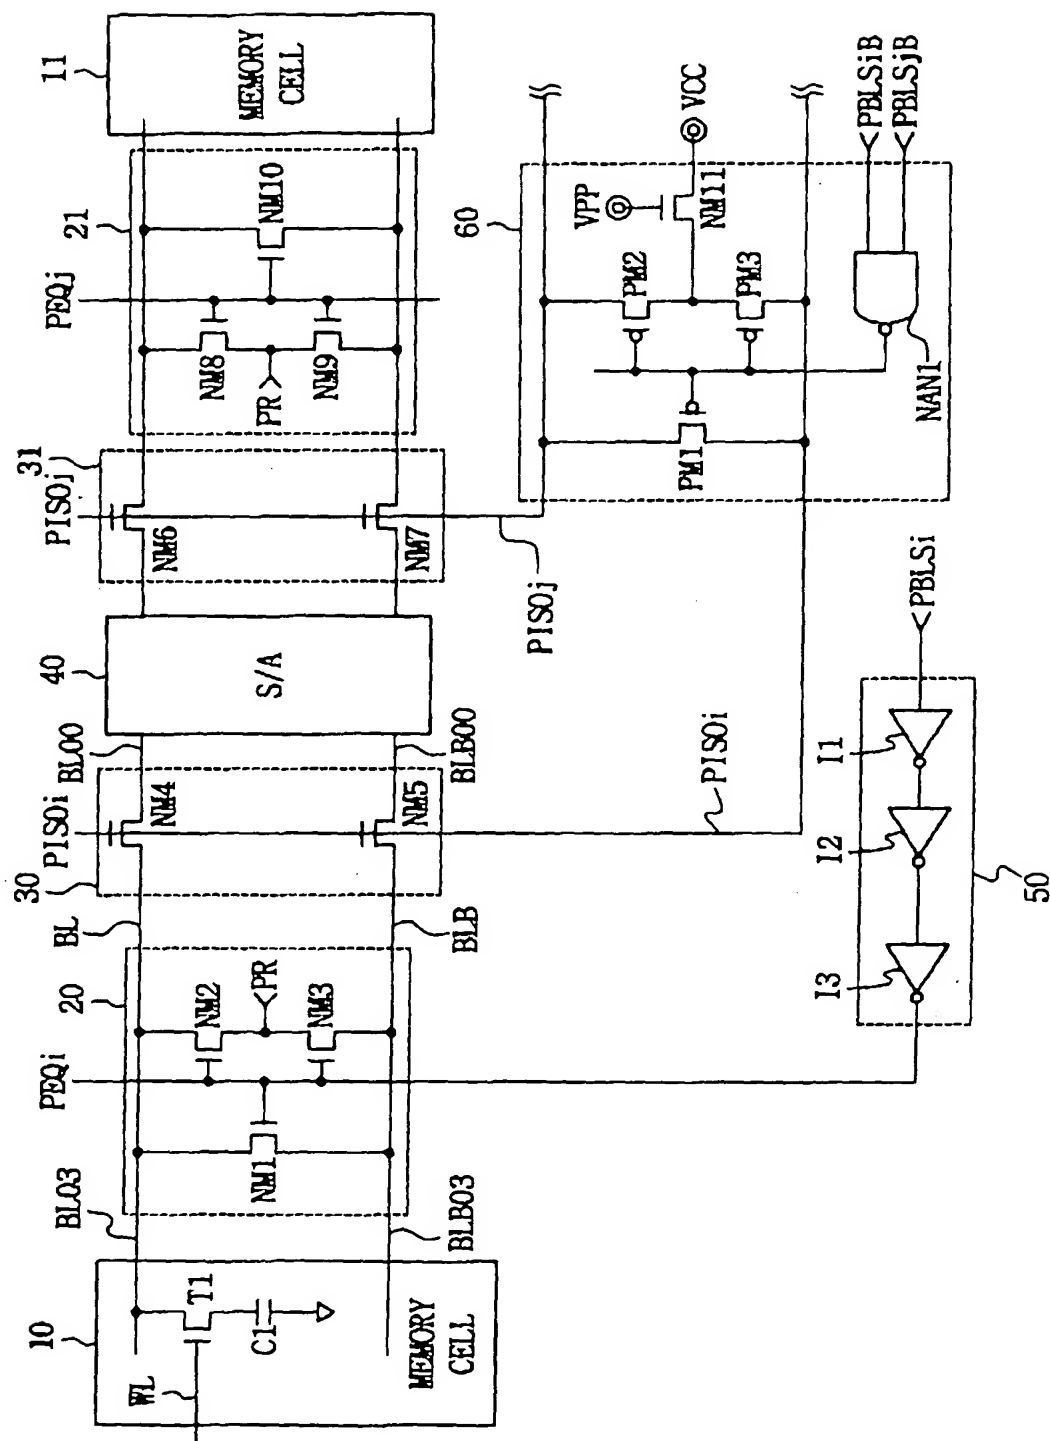 10
WL
T1
C1
MEMORY
CELL
BL03
BLB03
PEQi
20
NM1
NM2
NM3
PR
BL
BLB
30
PISOi
NM4
NM5
BL00
BLB00
40
S/A
PISOj
31
NM6
NM7
PEQj
21
NM8
NM9
NM10
PR
11
MEMORY
CELL
PISOj
PISOi
60
VPP
VCC
NM11
PM1
PM2
PM3
NAN1
PBLSiB
PBLSjB
PBLSi
I1
I2
I3
50